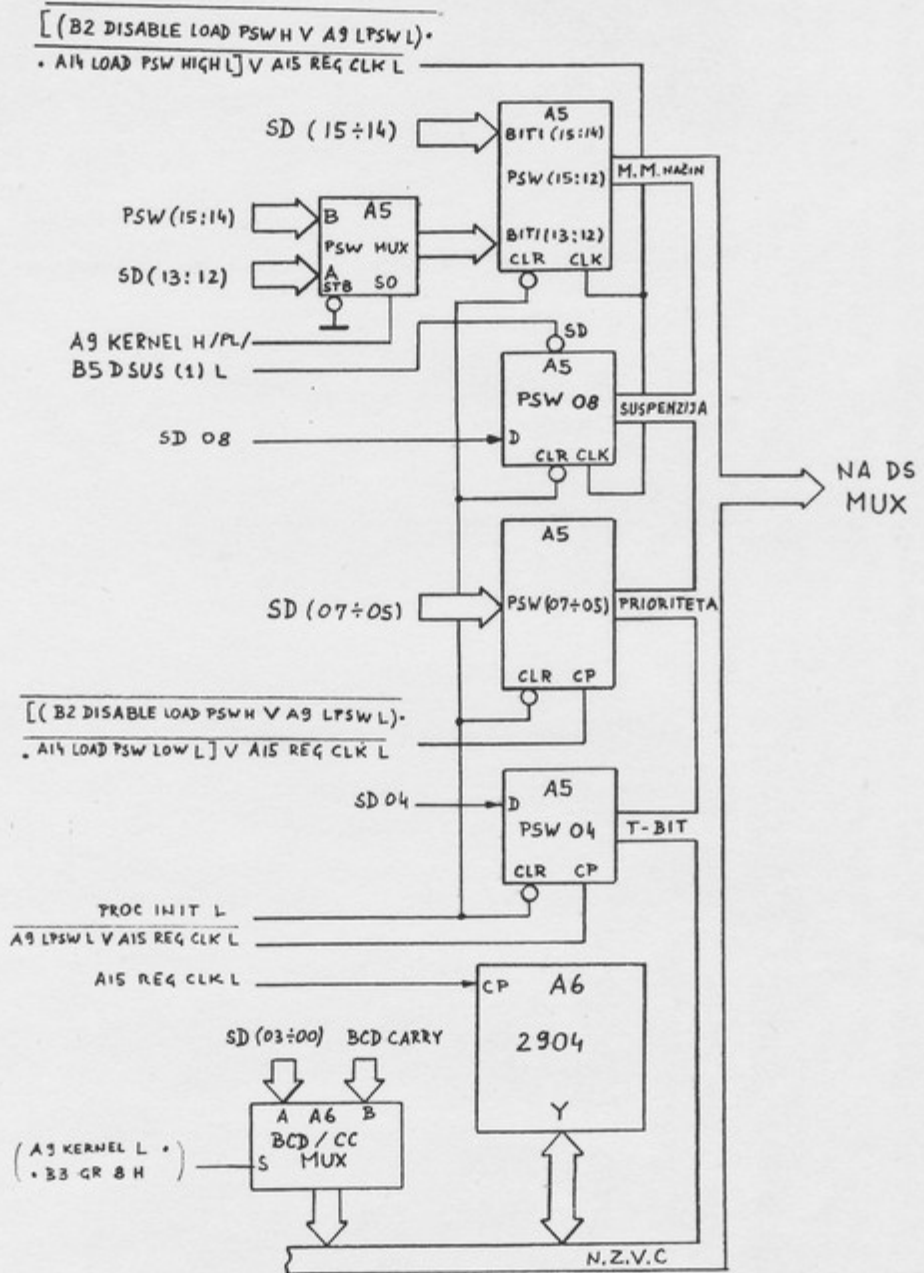 [(B2 DISABLE LOAD PSWH V A9 LPSW L)·
· A14 LOAD PSW HIGH L] V A15 REG CLK L
SD (15÷14)
A5
BITI (15:14)
PSW (15:12)
BITI (13:12)
CLR CLK
M.M. NAČIN
PSW (15:14)
SD (13:12)
B A5
PSW MUX
A
STB SO
A9 KERNEL H/PL/
B5 DSUS (1) L
SD
A5
PSW 08
D
CLR CLK
SUSPENZIJA
SD 08
NA DS
MUX
A5
PSW (07÷05)
CLR CP
PRIORITETA
SD (07÷05)
[(B2 DISABLE LOAD PSWH V A9 LPSW L)·
· A14 LOAD PSW LOW L] V A15 REG CLK L
SD 04
A5
D
PSW 04
CLR CP
T-BIT
PROC INIT L
A9 LPSW L V A15 REG CLK L
A15 REG CLK L
CP A6
2904
Y
SD (03÷00) BCD CARRY
A A6 B
BCD / CC
MUX
S
(A9 KERNEL L ·
· B3 GR 8 H)
N.Z.V.C